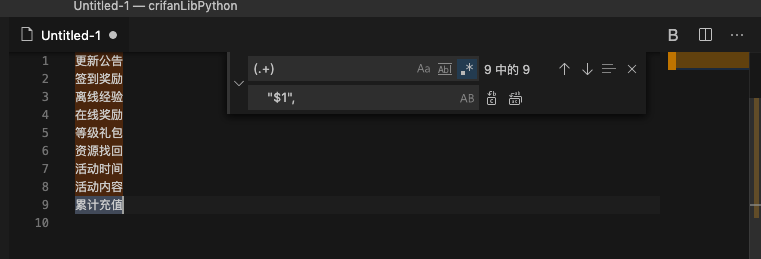 Untitled-1 — crifanLibPython
Untitled-1
B
(.+) Aa Abl .* 9 中的 9
"$1", AB
1 更新公告
2 签到奖励
3 离线经验
4 在线奖励
5 等级礼包
6 资源找回
7 活动时间
8 活动内容
9 累计充值
10